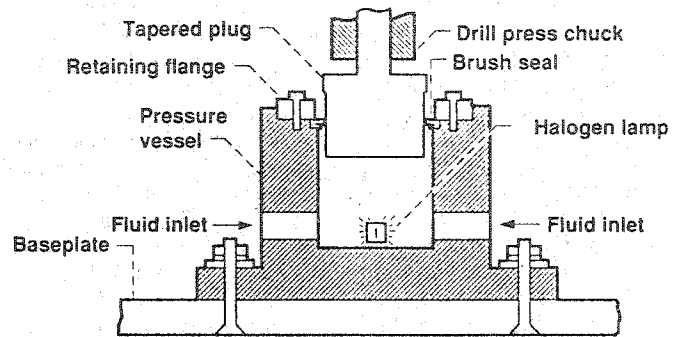 Tapered plug
Drill press chuck
Retaining flange
Brush seal
Pressure
vessel
Halogen lamp
Fluid inlet
Fluid inlet
Baseplate